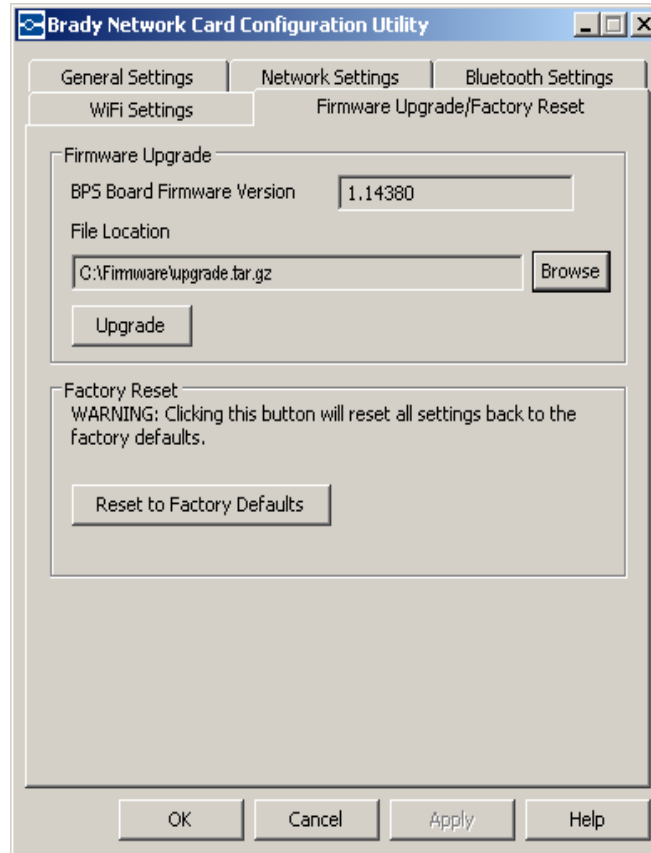 Brady Network Card Configuration Utility
General Settings
Network Settings
Bluetooth Settings
WiFi Settings
Firmware Upgrade/Factory Reset
Firmware Upgrade
BPS Board Firmware Version
1.14380
File Location
C:\Firmware\upgrade.tar.gz
Browse
Upgrade
Factory Reset
WARNING: Clicking this button will reset all settings back to the
factory defaults.
Reset to Factory Defaults
OK
Cancel
Apply
Help